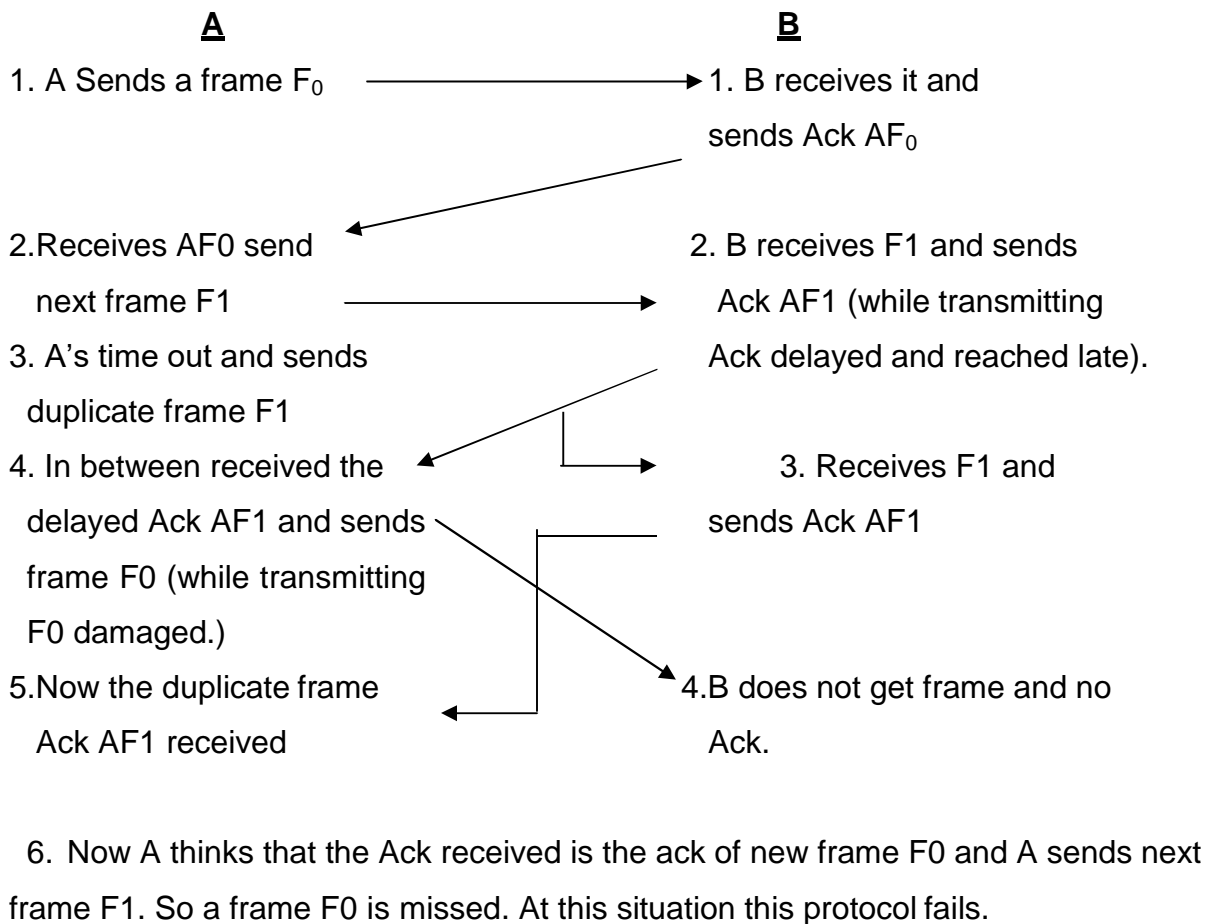 A
B
1. A Sends a frame F₀
1. B receives it and
sends Ack AF₀
2.Receives AF0 send
next frame F1
2. B receives F1 and sends
Ack AF1 (while transmitting
Ack delayed and reached late).
3. A’s time out and sends
duplicate frame F1
4. In between received the
delayed Ack AF1 and sends
frame F0 (while transmitting
F0 damaged.)
3. Receives F1 and
sends Ack AF1
5.Now the duplicate frame
Ack AF1 received
4.B does not get frame and no
Ack.
6. Now A thinks that the Ack received is the ack of new frame F0 and A sends next
frame F1. So a frame F0 is missed. At this situation this protocol fails.